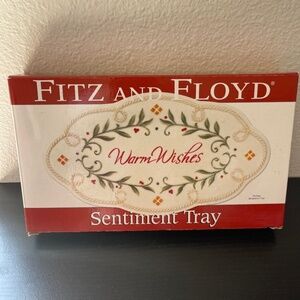 FITZ AND FLOYD®
Warm Wishes
Sentiment Tray